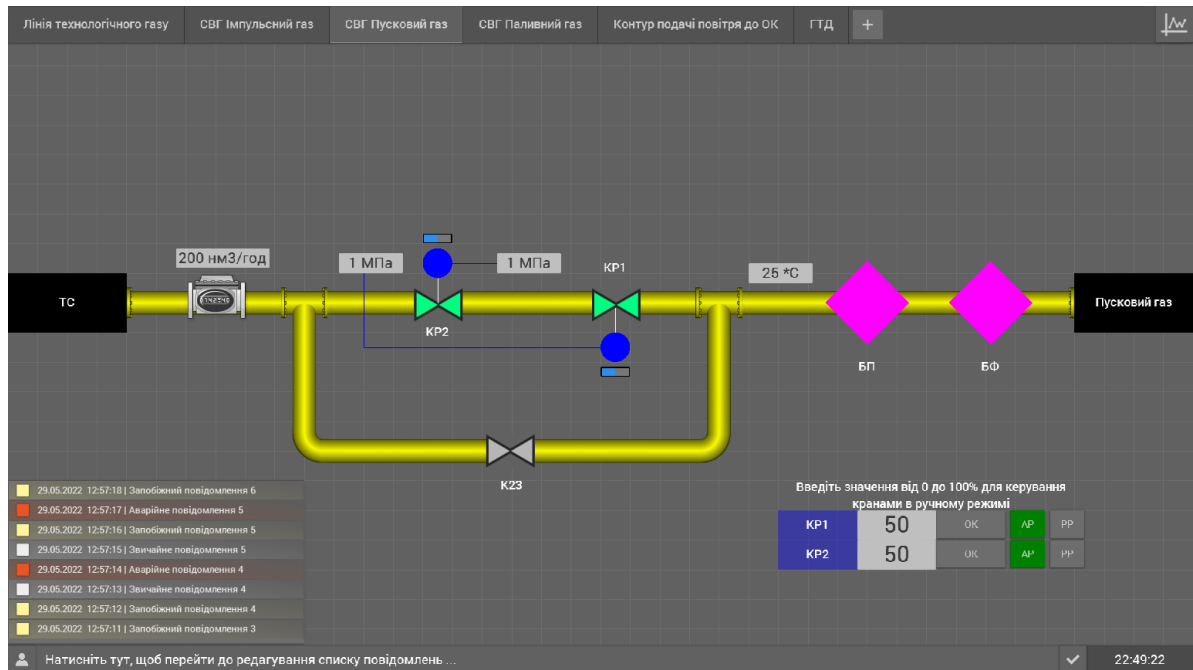 Лінія технологічного газу
СВГ Імпульсний газ
СВГ Пусковий газ
СВГ Паливний газ
Контур подачі повітря до ОК
ГТД
+
200 нм3/год
1 МПа
1 МПа
КР1
25 *C
ТС
КР2
Пусковий газ
БП
БФ
К23
29.05.2022 12:57:18 | Запобіжний повідомлення 6
29.05.2022 12:57:17 | Аварійне повідомлення 5
29.05.2022 12:57:16 | Запобіжний повідомлення 5
29.05.2022 12:57:15 | Звичайне повідомлення 5
29.05.2022 12:57:14 | Аварійне повідомлення 4
29.05.2022 12:57:13 | Звичайне повідомлення 4
29.05.2022 12:57:12 | Запобіжний повідомлення 4
29.05.2022 12:57:11 | Запобіжний повідомлення 3
Введіть значення від 0 до 100% для керування
кранами в ручному режимі
КР1 50 ОК АР РР
КР2 50 ОК АР РР
Натисніть тут, щоб перейти до редагування списку повідомлень ...
22:49:22